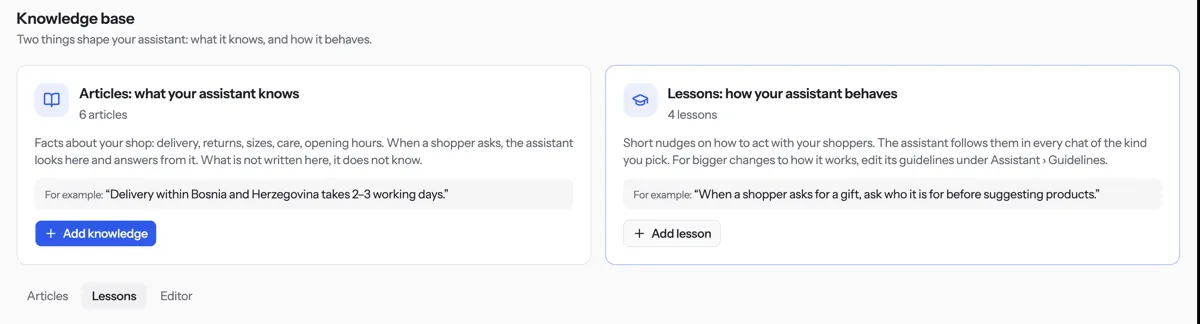 Knowledge base
Two things shape your assistant: what it knows, and how it behaves.
Articles: what your assistant knows
6 articles
Facts about your shop: delivery, returns, sizes, care, opening hours. When a shopper asks, the assistant
looks here and answers from it. What is not written here, it does not know.
For example: “Delivery within Bosnia and Herzegovina takes 2–3 working days.”
+ Add knowledge
Lessons: how your assistant behaves
4 lessons
Short nudges on how to act with your shoppers. The assistant follows them in every chat of the kind
you pick. For bigger changes to how it works, edit its guidelines under Assistant › Guidelines.
For example: “When a shopper asks for a gift, ask who it is for before suggesting products.”
+ Add lesson
Articles Lessons Editor